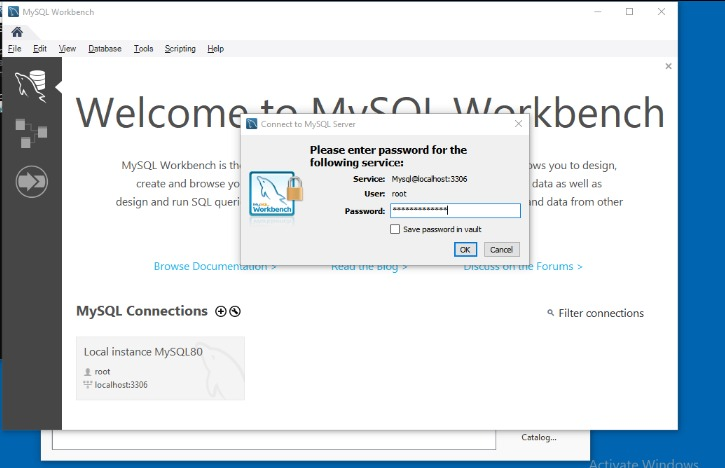 MySQL Workbench
File Edit View Database Tools Scripting Help
Welcome to MySQL Workbench
Connect to MySQL Server
Please enter password for the
following service:
Service: Mysql@localhost:3306
User: root
Password: *************
Save password in vault
OK Cancel
MySQL Workbench
MySQL Workbench is the
create and browse yo
design and run SQL queri
ws you to design,
data as well as
and data from other
Browse Documentation >
Read the Blog >
Discuss on the Forums >
MySQL Connections
Filter connections
Local instance MySQL80
root
localhost:3306
Catalog...
Activate Windows